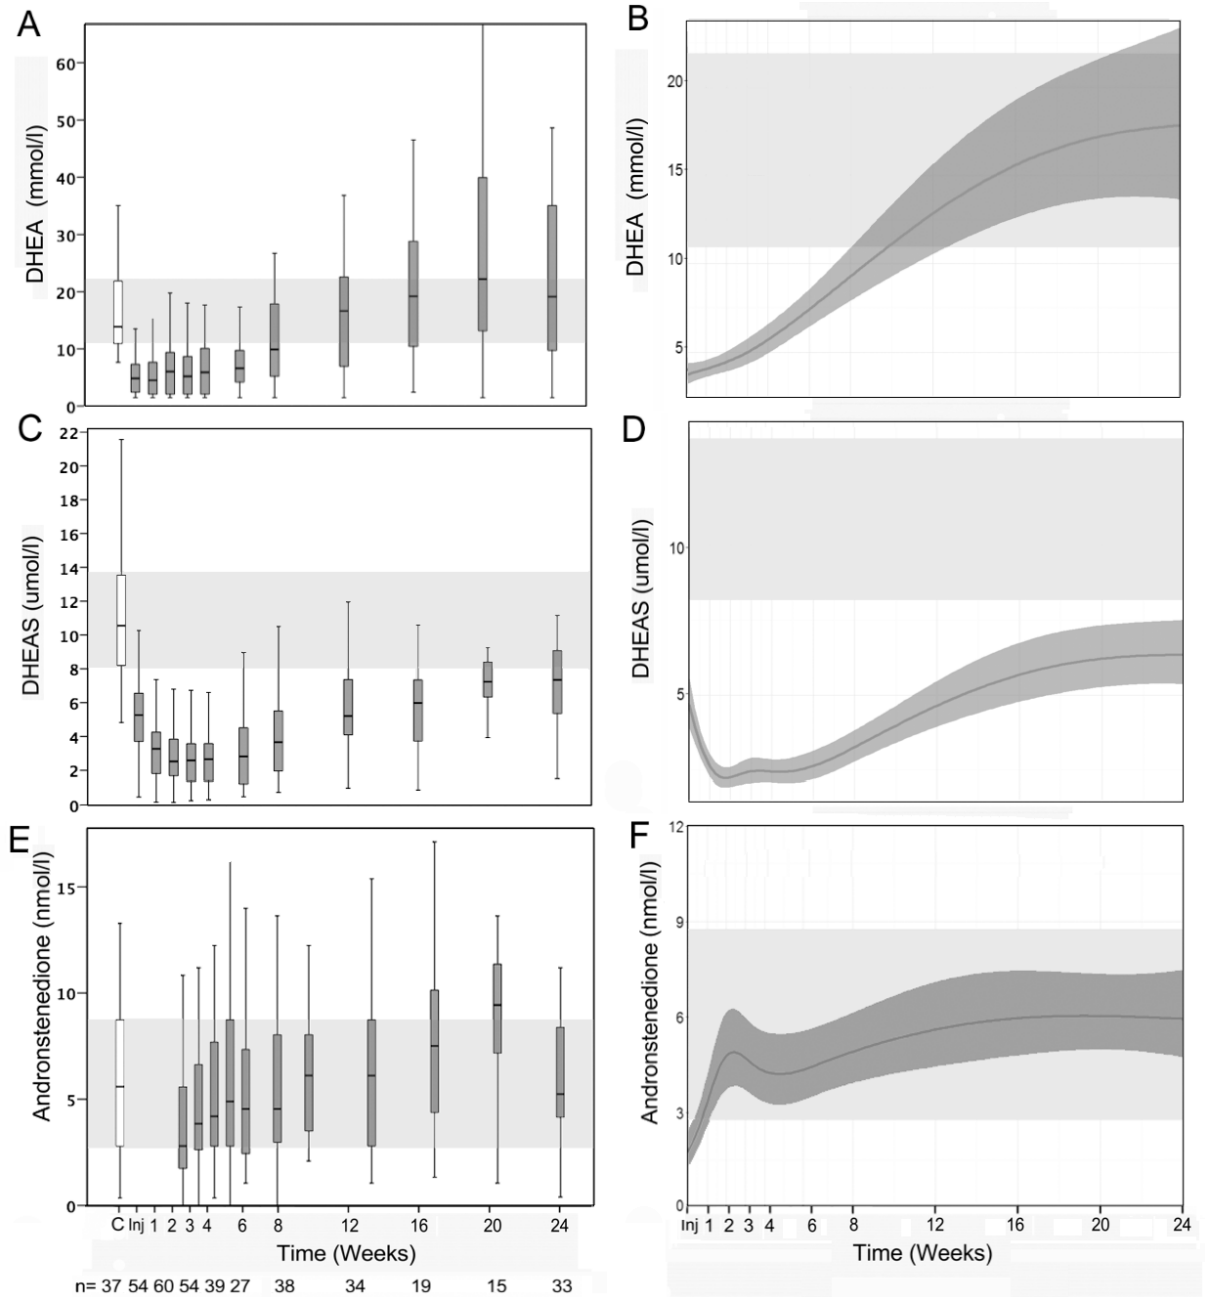 A
DHEA (mmol/l)
60
50
40
30
20
10
0
B
DHEA (mmol/l)
20
15
10
5
C
DHEAS (umol/l)
22
20
18
16
14
12
10
8
6
4
2
0
D
DHEAS (umol/l)
10
5
E
Andronstenedione (nmol/l)
15
10
5
0
C Inj 1 2 3 4 6 8 12 16 20 24
Time (Weeks)
n= 37 54 60 54 39 27 38 34 19 15 33
F
Andronstenedione (nmol/l)
12
9
6
3
0
Inj 1 2 3 4 6 8 12 16 20 24
Time (Weeks)